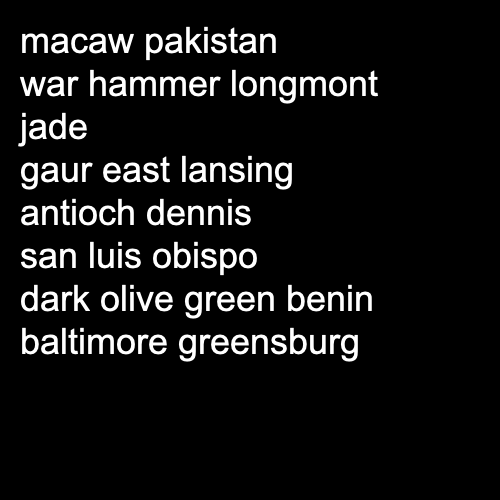 macaw pakistan
war hammer longmont
jade
gaur east lansing
antioch dennis
san luis obispo
dark olive green benin
baltimore greensburg